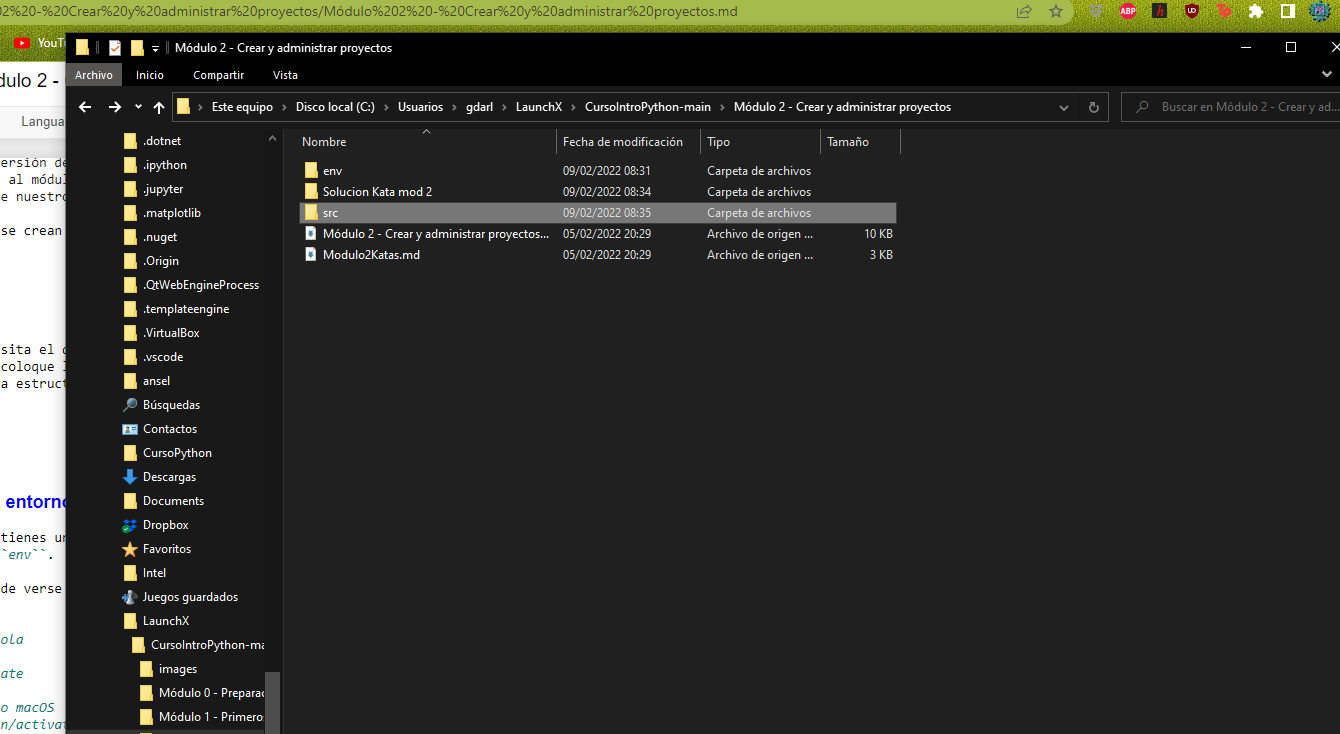 02%20-%20Crear%20y%20administrar%20proyectos/Módulo%202%20-%20Crear%20y%20administrar%20proyectos.md
ABP
YouTu
Módulo 2 - Crear y administrar proyectos
dulo 2 -
Archivo Inicio Compartir Vista
Langua
Este equipo Disco local (C:) Usuarios gdarl LaunchX CursoIntroPython-main Módulo 2 - Crear y administrar proyectos
Buscar en Módulo 2 - Crear y ad...
Nombre Fecha de modificación Tipo Tamaño
env 09/02/2022 08:31 Carpeta de archivos
Solucion Kata mod 2 09/02/2022 08:34 Carpeta de archivos
src 09/02/2022 08:35 Carpeta de archivos
Módulo 2 - Crear y administrar proyectos... 05/02/2022 20:29 Archivo de origen ... 10 KB
Modulo2Katas.md 05/02/2022 20:29 Archivo de origen ... 3 KB
.dotnet
.ipython
.jupyter
.matplotlib
.nuget
.Origin
.QtWebEngineProcess
.templateengine
.VirtualBox
.vscode
ansel
Búsquedas
Contactos
CursoPython
Descargas
Documents
Dropbox
Favoritos
Intel
Juegos guardados
LaunchX
CursoIntroPython-ma
images
Módulo 0 - Preparac
Módulo 1 - Primeros
ersión de
al módul
e nuestro
se crean
sita el
coloque
a estruct
entorno
tienes un
`env``.
de verse
ola
ate
o macOS
n/activat